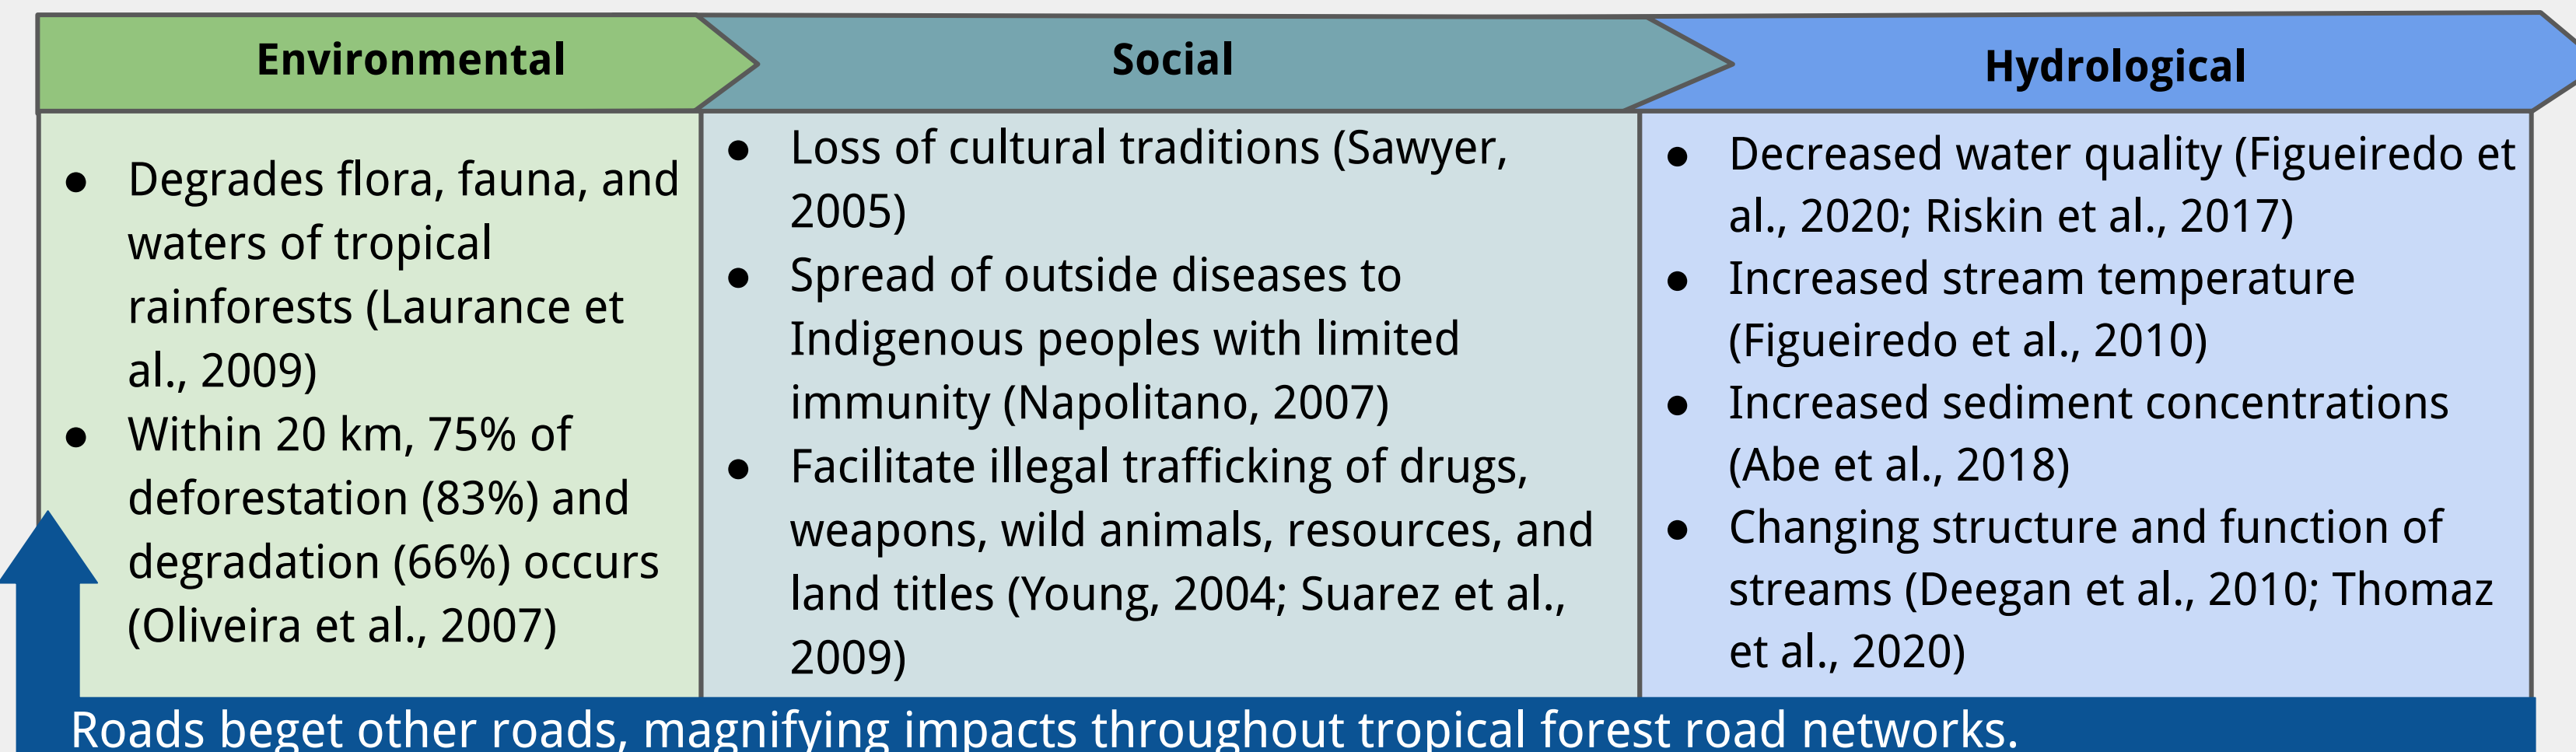 Environmental
● Degrades flora, fauna, and
waters of tropical
rainforests (Laurance et
al., 2009)
● Within 20 km, 75% of
deforestation (83%) and
degradation (66%) occurs
(Oliveira et al., 2007)
Social
● Loss of cultural traditions (Sawyer,
2005)
● Spread of outside diseases to
Indigenous peoples with limited
immunity (Napolitano, 2007)
● Facilitate illegal trafficking of drugs,
weapons, wild animals, resources, and
land titles (Young, 2004; Suarez et al.,
2009)
Hydrological
● Decreased water quality (Figueiredo et
al., 2020; Riskin et al., 2017)
● Increased stream temperature
(Figueiredo et al., 2010)
● Increased sediment concentrations
(Abe et al., 2018)
● Changing structure and function of
streams (Deegan et al., 2010; Thomaz
et al., 2020)
Roads beget other roads, magnifying impacts throughout tropical forest road networks.